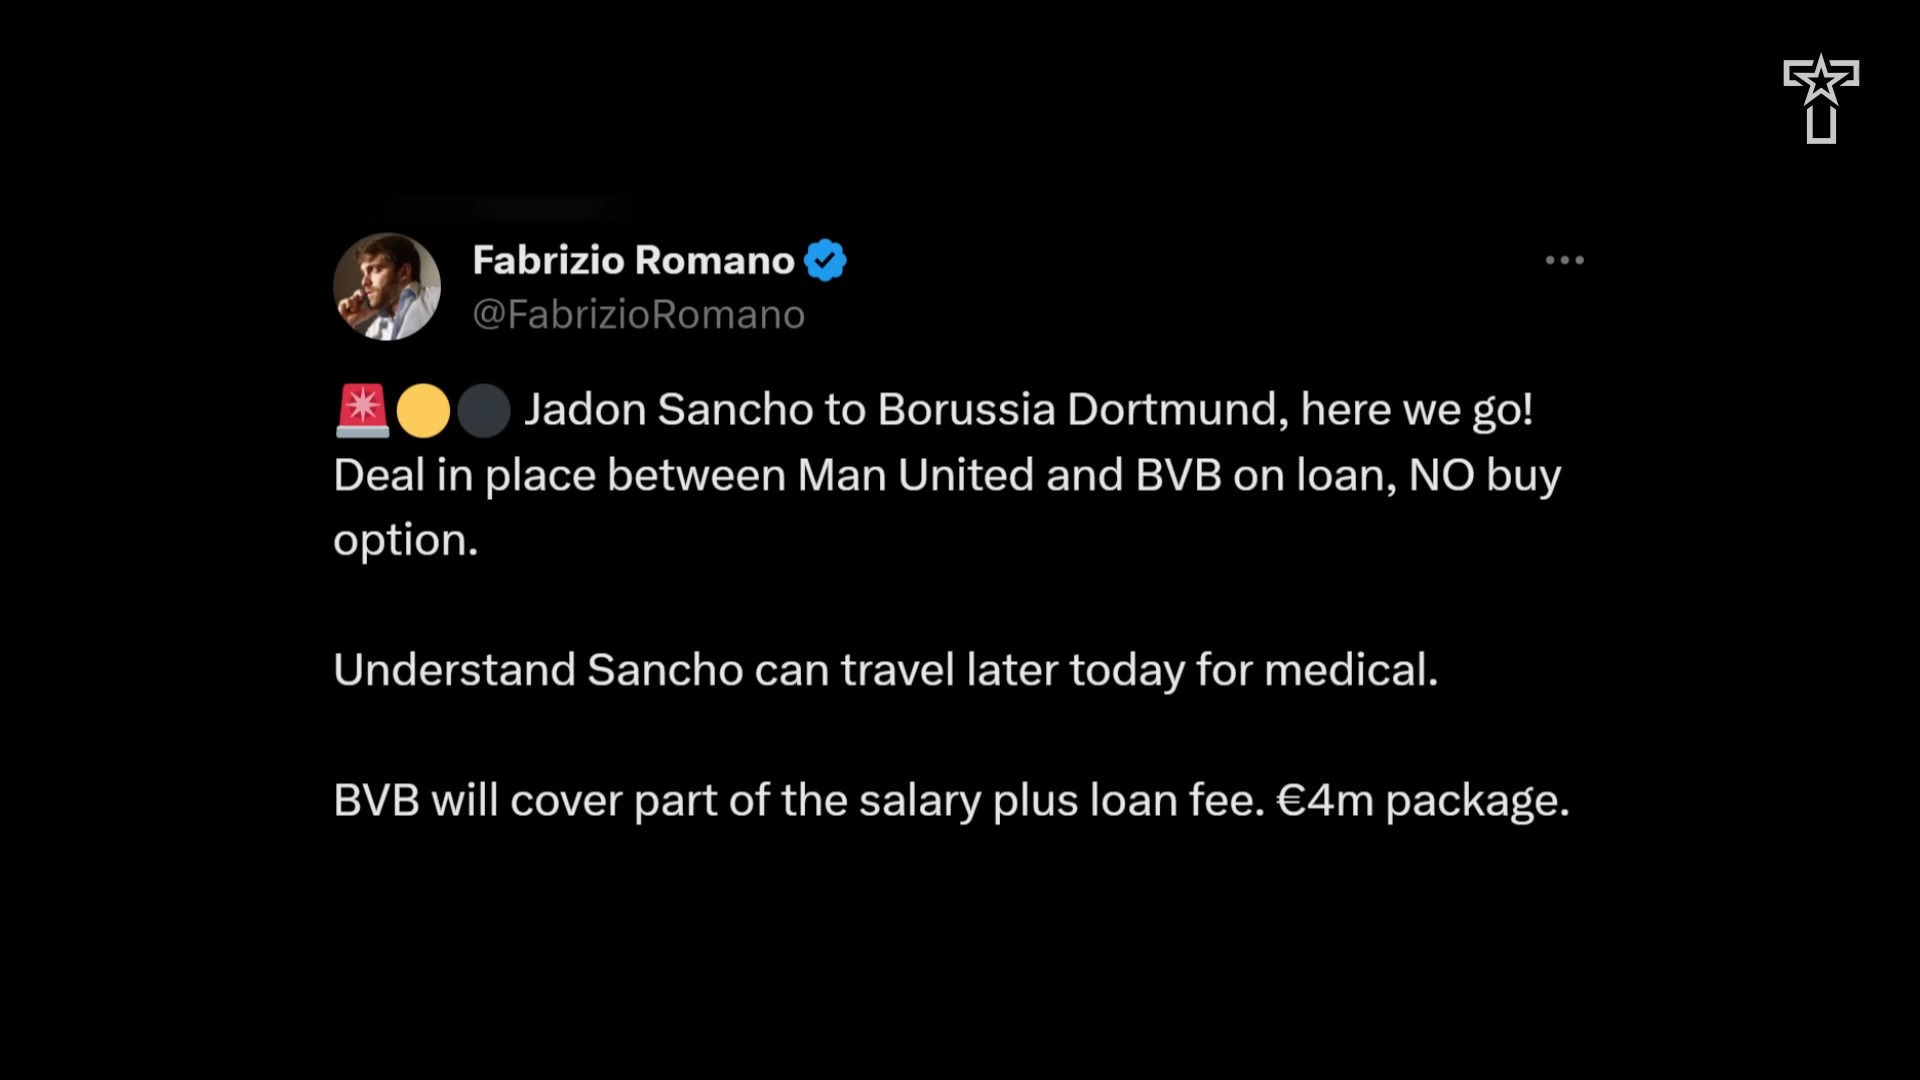 Fabrizio Romano
@FabrizioRomano
🚨🟡⚫ Jadon Sancho to Borussia Dortmund, here we go!
Deal in place between Man United and BVB on loan, NO buy
option.
Understand Sancho can travel later today for medical.
BVB will cover part of the salary plus loan fee. €4m package.